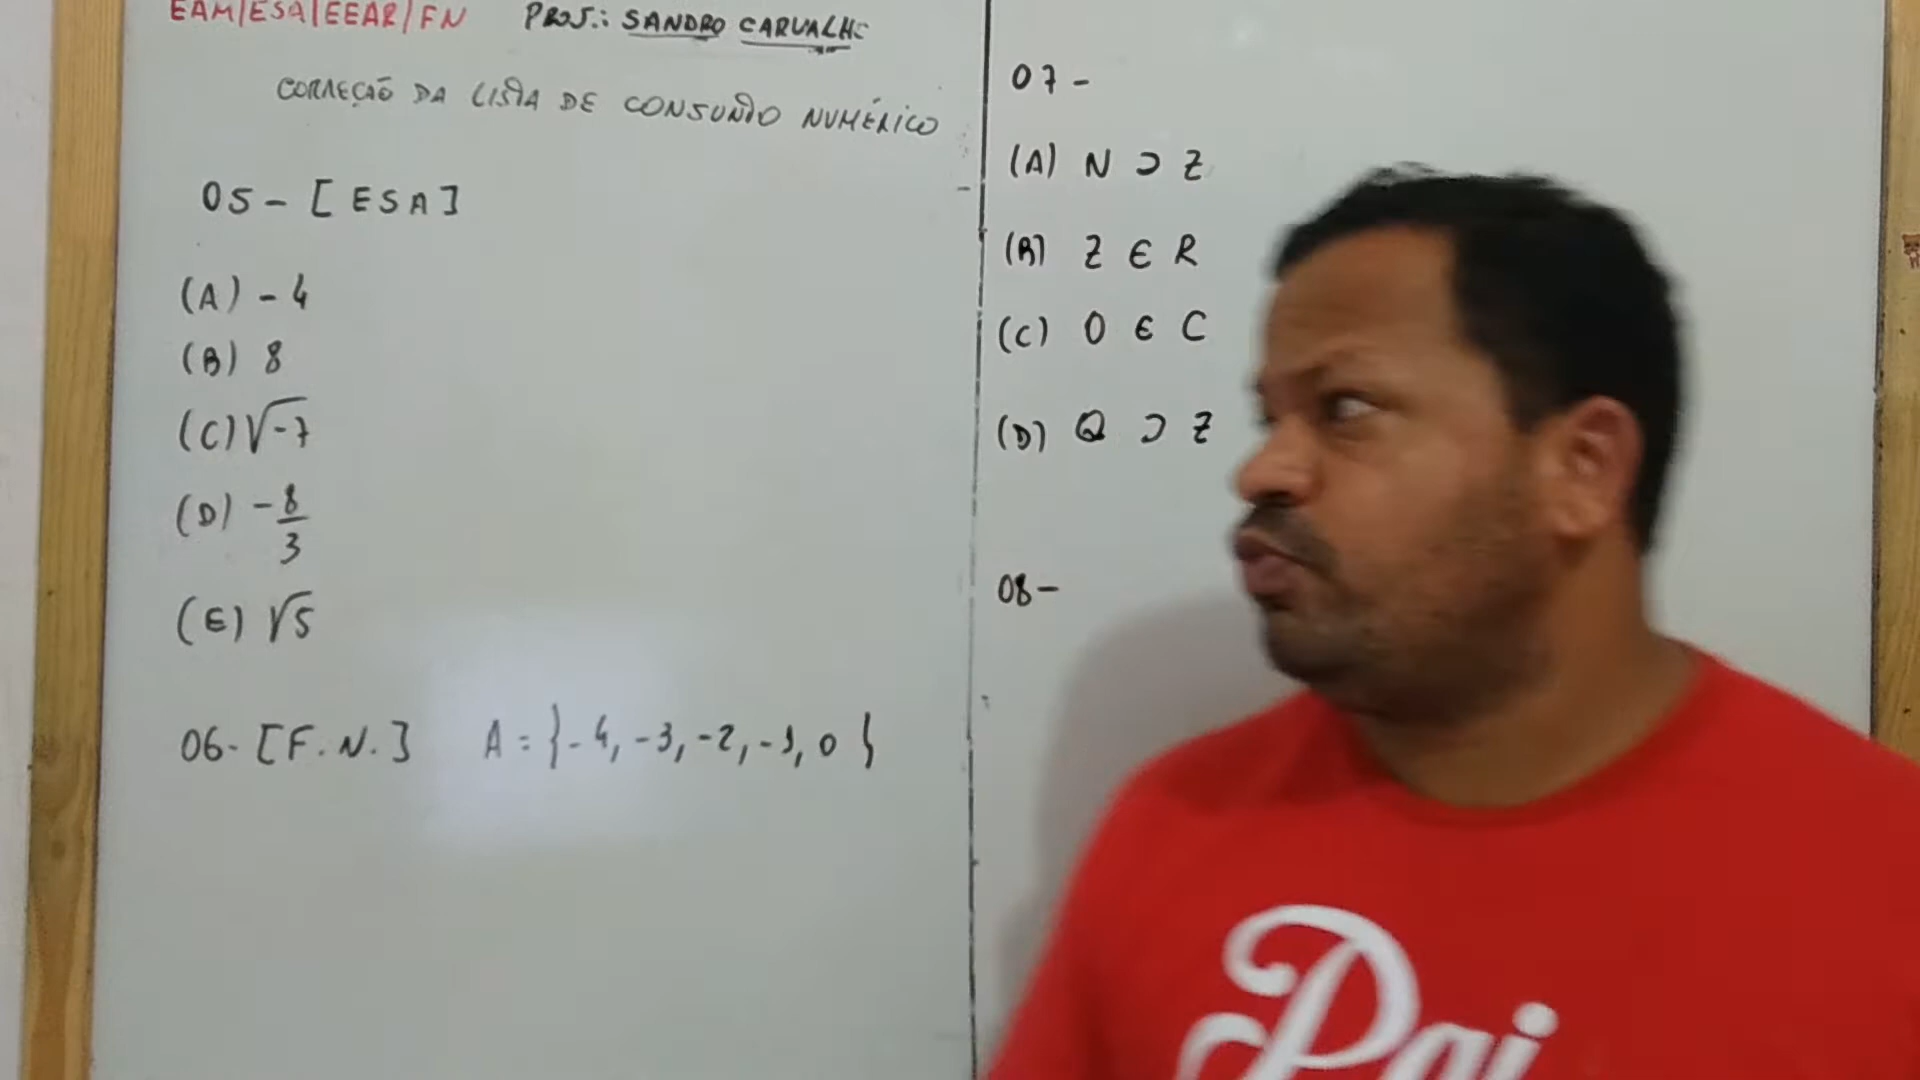 EAM/ESA/EEAR/FN PROF.: SANDRO CARVALHO
CORREÇÃO DA LISTA DE CONJUNTO NUMÉRICO
05 - [ESA]
(A) - 4
(B) 8
(C) √-7
(D) - 8/3
(E) √5
06- [F.N.] A = {-4, -3, -2, -1, 0}
07 -
(A) N ⊃ Z
(B) Z ∈ R
(C) 0 ∈ C
(D) Q ⊃ Z
08 -
Pai